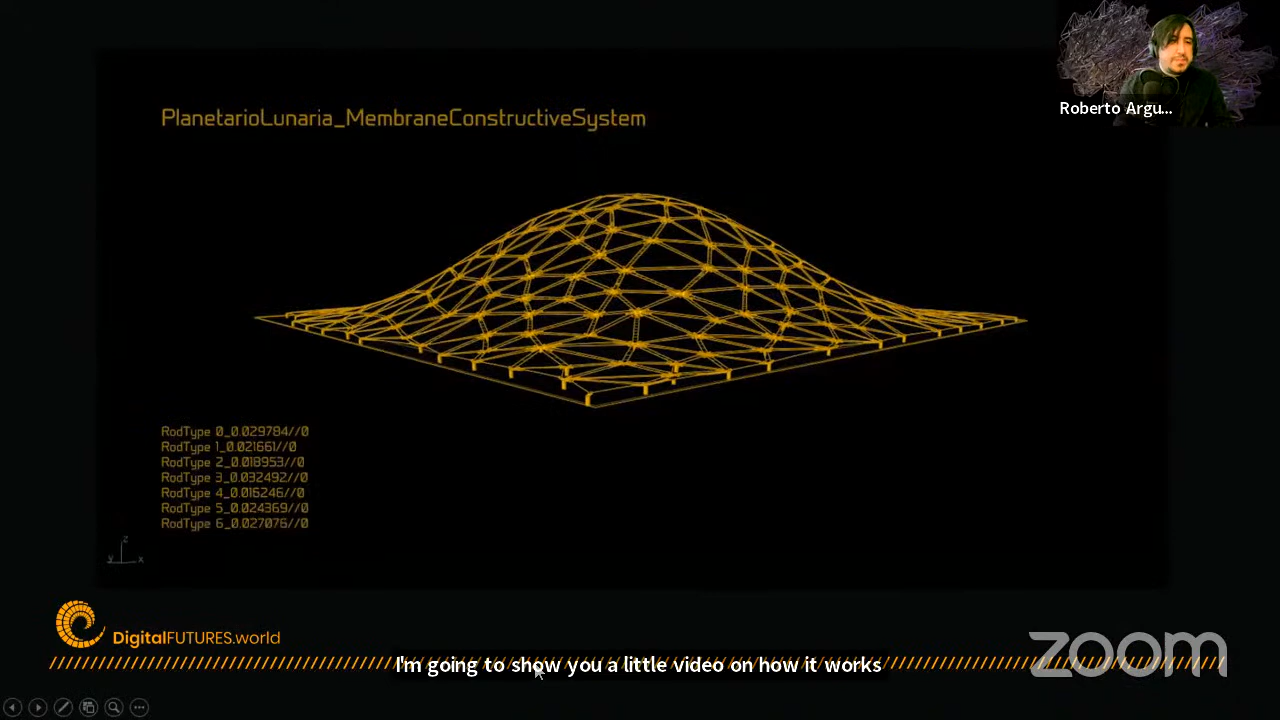 Roberto Argu...
PlanetarioLunaria_MembraneConstructiveSystem
RodType 0_0.029784//0
RodType 1_0.021661//0
RodType 2_0.018953//0
RodType 3_0.032492//0
RodType 4_0.016246//0
RodType 5_0.024369//0
RodType 6_0.027076//0
z
y x
DigitalFUTURES.world
I'm going to show you a little video on how it works
zoom